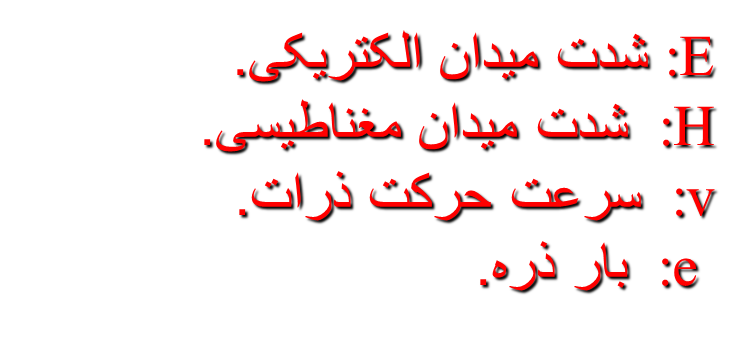 E: شدت میدان الکتریکی.
H: شدت میدان مغناطیسی.
v: سرعت حرکت ذرات.
e: بار ذره.